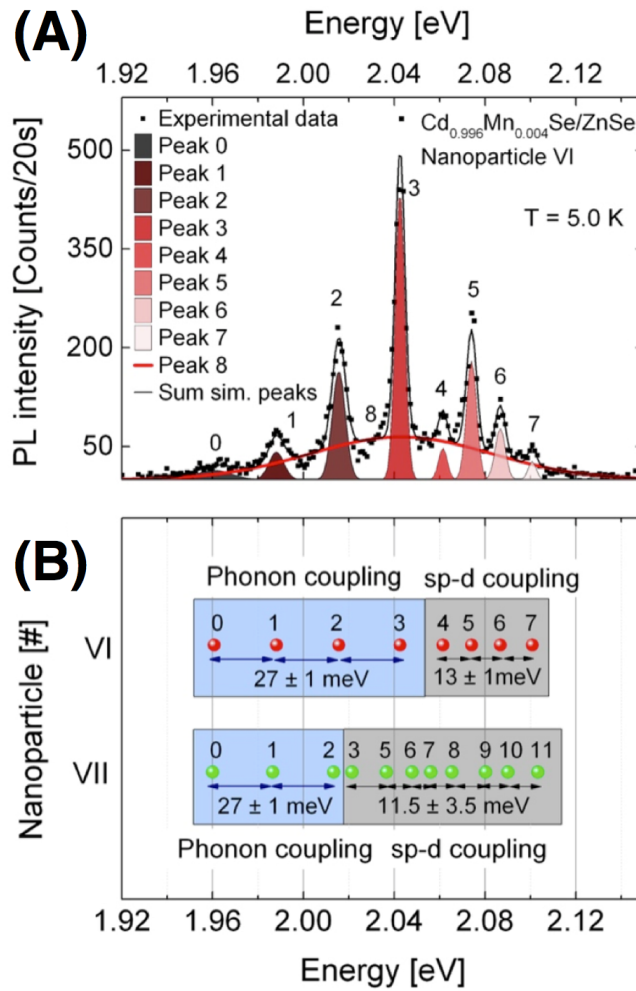 (A)
Energy [eV]
1.92 1.96 2.00 2.04 2.08 2.12
PL intensity [Counts/20s]
500
350
200
50
Experimental data
Peak 0
Peak 1
Peak 2
Peak 3
Peak 4
Peak 5
Peak 6
Peak 7
Peak 8
Sum sim. peaks
Cd0.996Mn0.004Se/ZnSe
Nanoparticle VI
T = 5.0 K
0 1 2 8 3 4 5 6 7
(B)
Nanoparticle [#]
Phonon coupling sp-d coupling
VI
0 1 2 3 4 5 6 7
27 ± 1 meV 13 ± 1meV
VII
0 1 2 3 5 6 7 8 9 10 11
27 ± 1 meV 11.5 ± 3.5 meV
Phonon coupling sp-d coupling
1.92 1.96 2.00 2.04 2.08 2.12
Energy [eV]